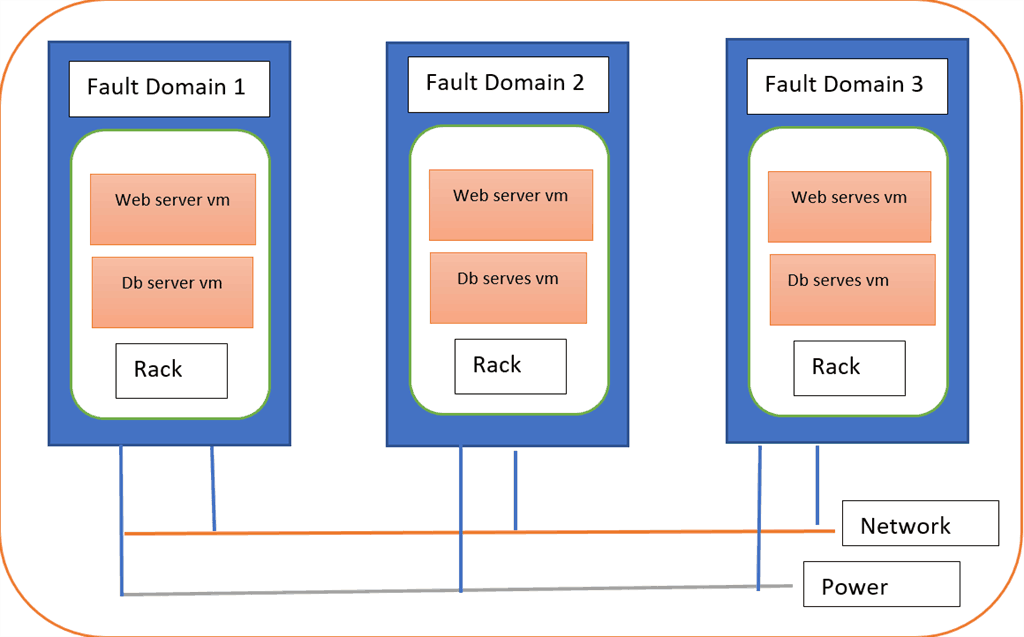 Fault Domain 1
Web server vm
Db server vm
Rack
Fault Domain 2
Web server vm
Db serves vm
Rack
Fault Domain 3
Web serves vm
Db serves vm
Rack
Network
Power